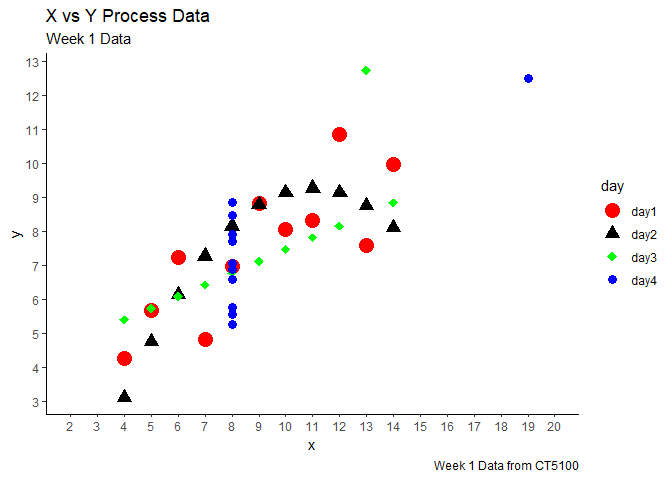 X vs Y Process Data
Week 1 Data
13
12
11
10
9
8
7
6
5
4
3
y
2 3 4 5 6 7 8 9 10 11 12 13 14 15 16 17 18 19 20
x
day
day1
day2
day3
day4
Week 1 Data from CT5100